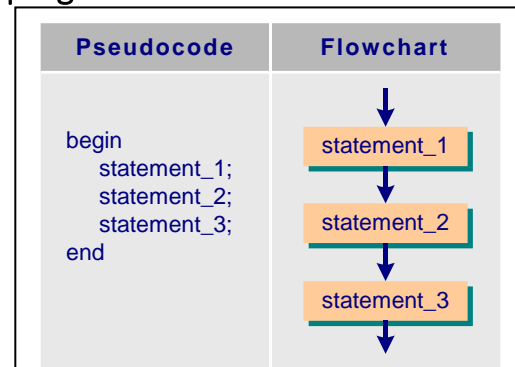 Pseudocode
Flowchart
begin
statement_1;
statement_2;
statement_3;
end
statement_1
statement_2
statement_3